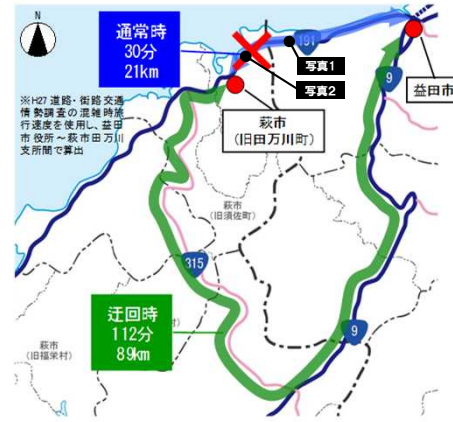 N
通常時
30分
21km
191
写真1
写真2
9
益田市
※H27 道路・街路交通
情勢調査の混雑時旅
行速度を使用し、益田
市役所~萩市田万川
支所間で算出
萩市
(旧田万川町)
萩市
(旧須佐町)
315
迂回時
112分
89km
9
萩市
(旧福栄村)